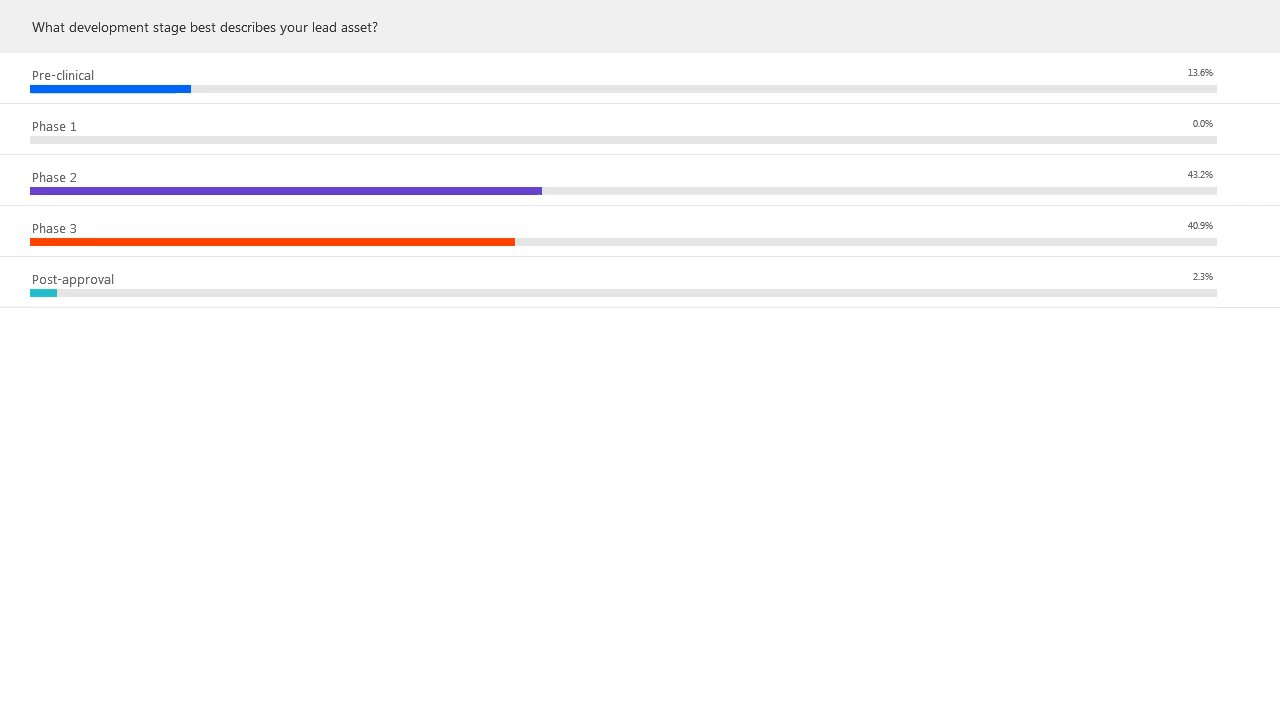 What development stage best describes your lead asset?
Pre-clinical 13.6%
Phase 1 0.0%
Phase 2 43.2%
Phase 3 40.9%
Post-approval 2.3%